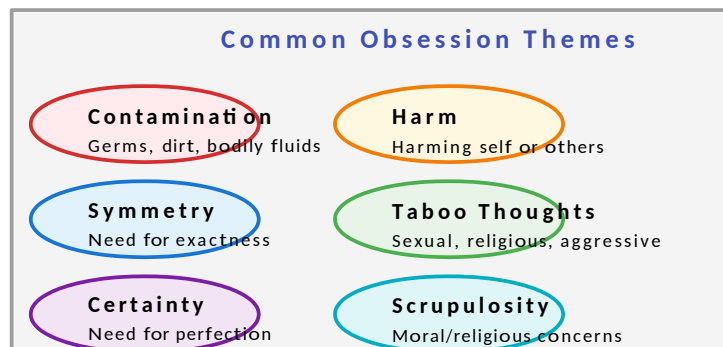 Common Obsession Themes
Contamination
Germs, dirt, bodily fluids
Harm
Harming self or others
Symmetry
Need for exactness
Taboo Thoughts
Sexual, religious, aggressive
Certainty
Need for perfection
Scrupulosity
Moral/religious concerns